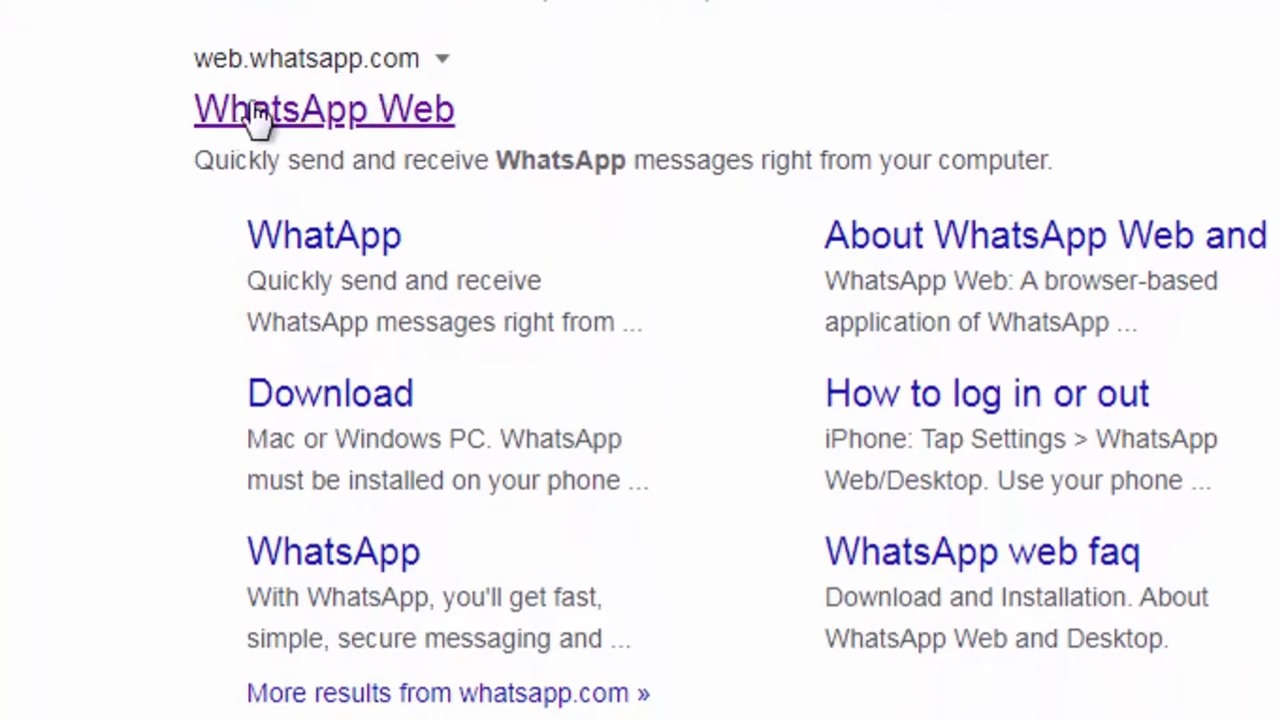 web.whatsapp.com
WhatsApp Web
Quickly send and receive WhatsApp messages right from your computer.
WhatApp
Quickly send and receive
WhatsApp messages right from ...
About WhatsApp Web and
WhatsApp Web: A browser-based
application of WhatsApp ...
Download
Mac or Windows PC. WhatsApp
must be installed on your phone ...
How to log in or out
iPhone: Tap Settings > WhatsApp
Web/Desktop. Use your phone ...
WhatsApp
With WhatsApp, you'll get fast,
simple, secure messaging and ...
WhatsApp web faq
Download and Installation. About
WhatsApp Web and Desktop.
More results from whatsapp.com »